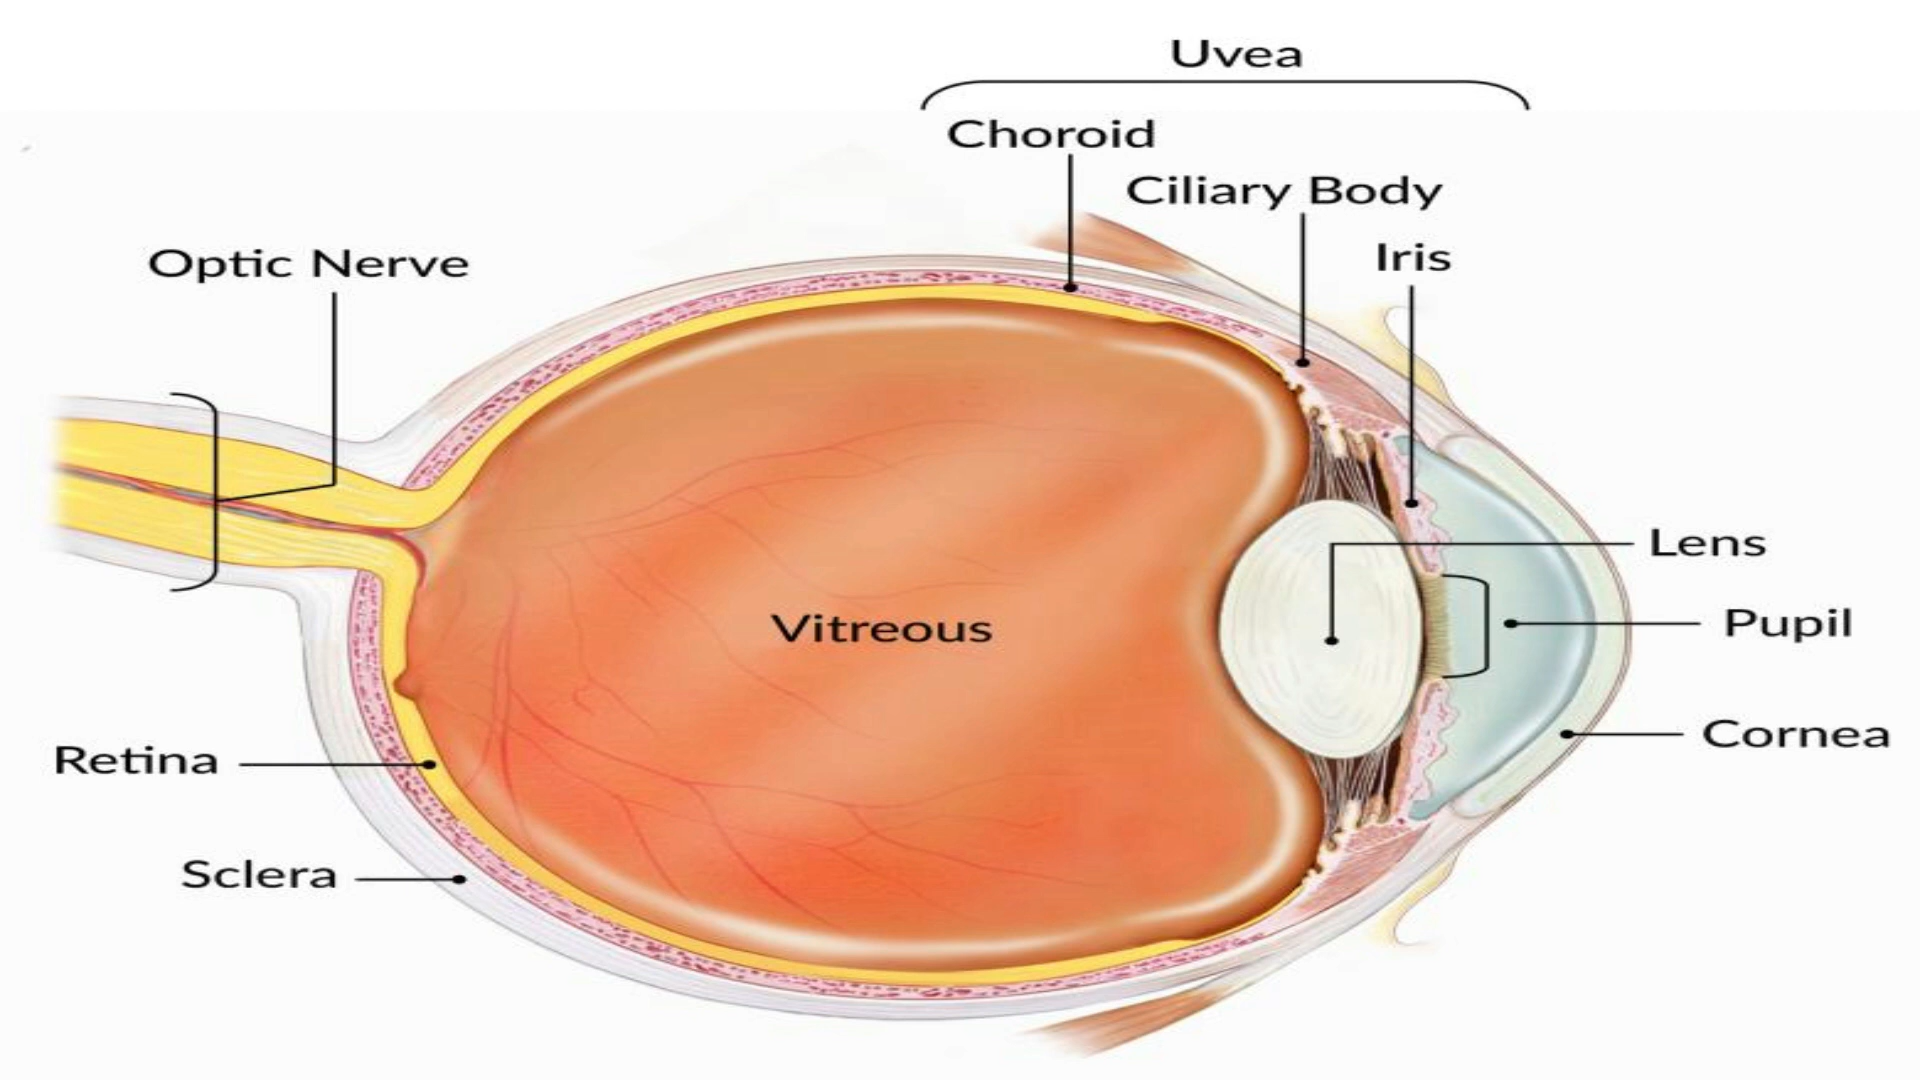 Uvea
Choroid
Ciliary Body
Iris
Optic Nerve
Lens
Pupil
Vitreous
Cornea
Retina
Sclera